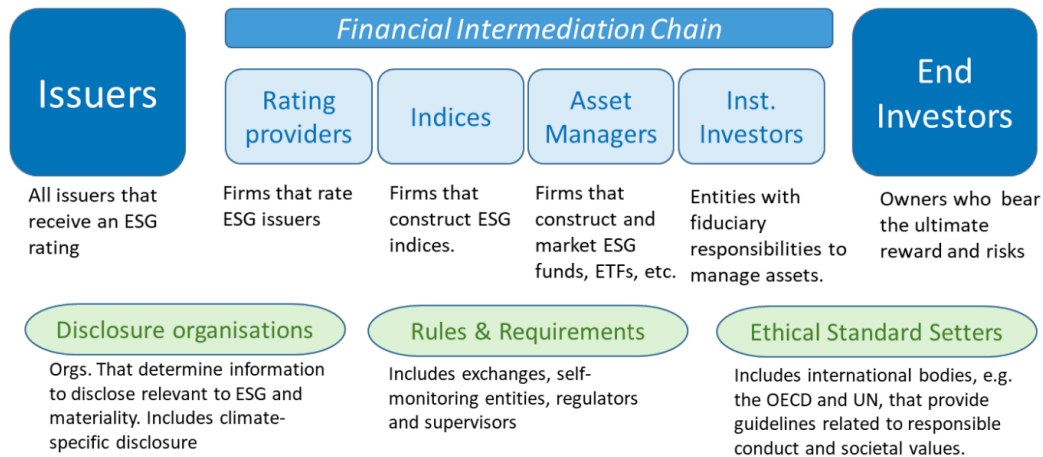 Financial Intermediation Chain
Issuers
Rating
providers
Indices
Asset
Managers
Inst.
Investors
End
Investors
All issuers that
receive an ESG
rating
Firms that rate
ESG issuers
Firms that
construct ESG
indices.
Firms that
construct and
market ESG
funds, ETFs, etc.
Entities with
fiduciary
responsibilities to
manage assets.
Owners who bear
the ultimate
reward and risks
Disclosure organisations
Orgs. That determine information
to disclose relevant to ESG and
materiality. Includes climate-
specific disclosure
Rules & Requirements
Includes exchanges, self-
monitoring entities, regulators
and supervisors
Ethical Standard Setters
Includes international bodies, e.g.
the OECD and UN, that provide
guidelines related to responsible
conduct and societal values.